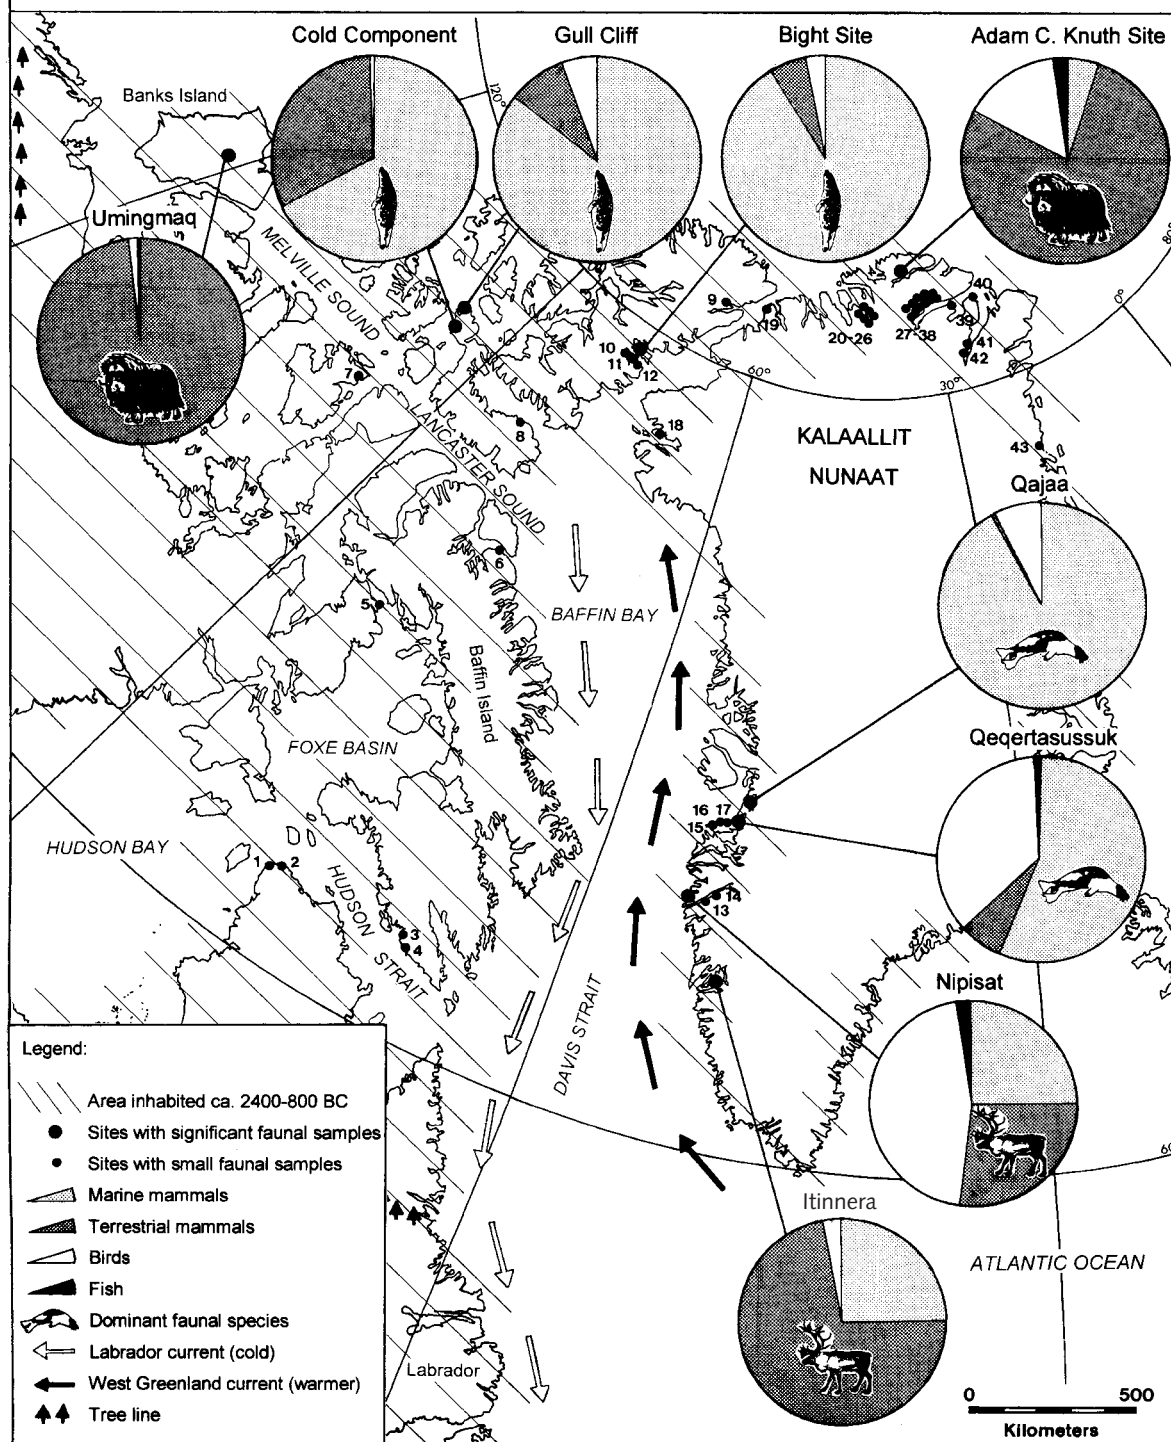 Cold Component
Gull Cliff
Bight Site
Adam C. Knuth Site
120°
Banks Island
80°
Umingmaq
MELVILLE SOUND
9
19
20-26
27-38
40
39
41
42
0°
10
11
12
60°
30°
7
LANCASTER SOUND
8
18
KALAALLIT
NUNAAT
43
Qajaa
6
5
BAFFIN BAY
Baffin Island
FOXE BASIN
Qeqertasussuk
16 17
15
HUDSON BAY
1 2
HUDSON STRAIT
3
4
14
13
Nipisat
DAVIS STRAIT
60
Itinnera
ATLANTIC OCEAN
Labrador
Legend:
Area inhabited ca. 2400-800 BC
Sites with significant faunal samples
Sites with small faunal samples
Marine mammals
Terrestrial mammals
Birds
Fish
Dominant faunal species
Labrador current (cold)
West Greenland current (warmer)
Tree line
0 500
Kilometers